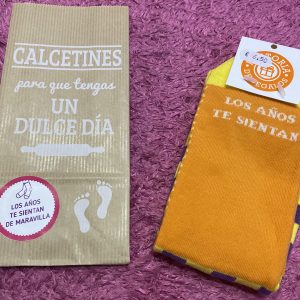 CALCETINES
para que tengas
UN
DULCE DÍA
LOS AÑOS
TE SIENTAN
DE MARAVILLA
LOS AÑOS
TE SIENTAN